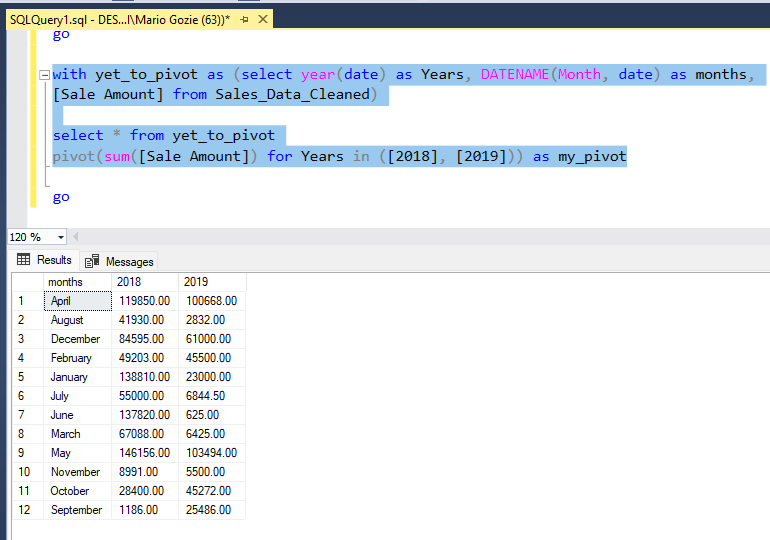 SQLQuery1.sql - DES...I\Mario Gozie (63))*
go
with yet_to_pivot as (select year(date) as Years, DATENAME(Month, date) as months,
[Sale Amount] from Sales_Data_Cleaned)
select * from yet_to_pivot
pivot(sum([Sale Amount]) for Years in ([2018], [2019])) as my_pivot
go
120 %
Results Messages
months 2018 2019
1 April 119850.00 100668.00
2 August 41930.00 2832.00
3 December 84595.00 61000.00
4 February 49203.00 45500.00
5 January 138810.00 23000.00
6 July 55000.00 6844.50
7 June 137820.00 625.00
8 March 67088.00 6425.00
9 May 146156.00 103494.00
10 November 8991.00 5500.00
11 October 28400.00 45272.00
12 September 1186.00 25486.00